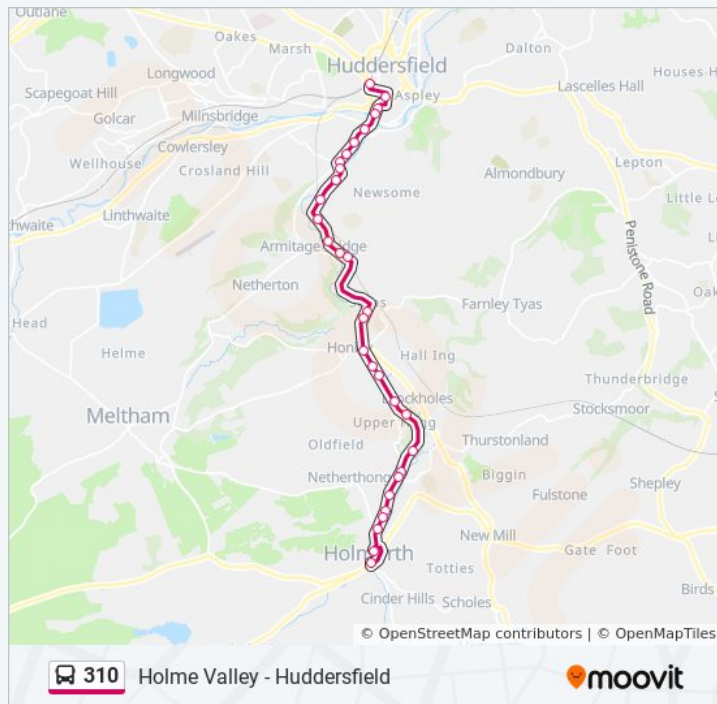 Outlane
Oakes
Marsh
Huddersfield
Dalton
Houses H
Longwood
Lascelles Hall
Scapegoat Hill
Aspley
Golcar
Milnsbridge
Cowlersley
Lepton
Wellhouse
Crosland Hill
Almondbury
Newsome
Little L
Linthwaite
thwaite
Armitage Bridge
Penistone Road
Netherton
Farnley Tyas
Head
Helme
Hall Ing
Thunderbridge
Meltham
Stocksmoor
Oldfield
Thurstonland
Netherthong
Biggin
Shepley
Fulstone
New Mill
Gate Foot
Totties
Birds
Cinder Hills
Scholes
© OpenStreetMap contributors | © OpenMapTiles
310 Holme Valley - Huddersfield
moovit